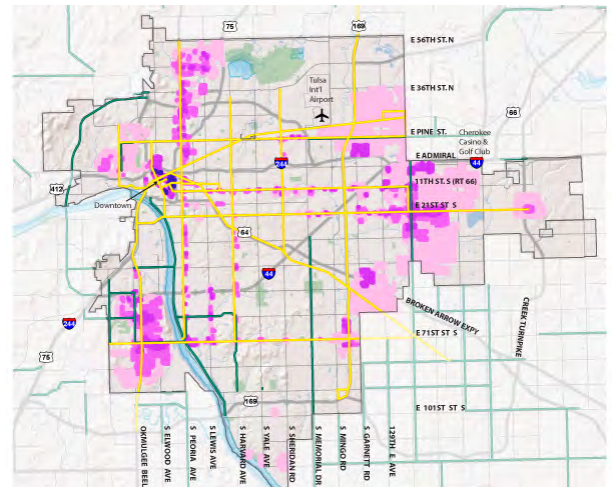 75
169
E 56TH ST. N
Tulsa
Int'l
Airport
E 36TH ST. N
66
E PINE ST.
Cherokee
Casino &
Golf Club
E ADMIRAL
44
244
412
11TH ST. S (RT 66)
Downtown
E 21ST ST S
64
44
BROKEN ARROW EXPY
CREEK TURNPIKE
244
75
E 71ST ST S
169
E 101ST ST S
OKMULGEE BEEL
S ELWOOD AVE
S PEORIA AVE
S LEWIS AVE
S HARVARD AVE
S YALE AVE
S SHERIDAN RD
S MEMORIAL DR
S MINGO RD
S GARNETT RD
129TH E AVE